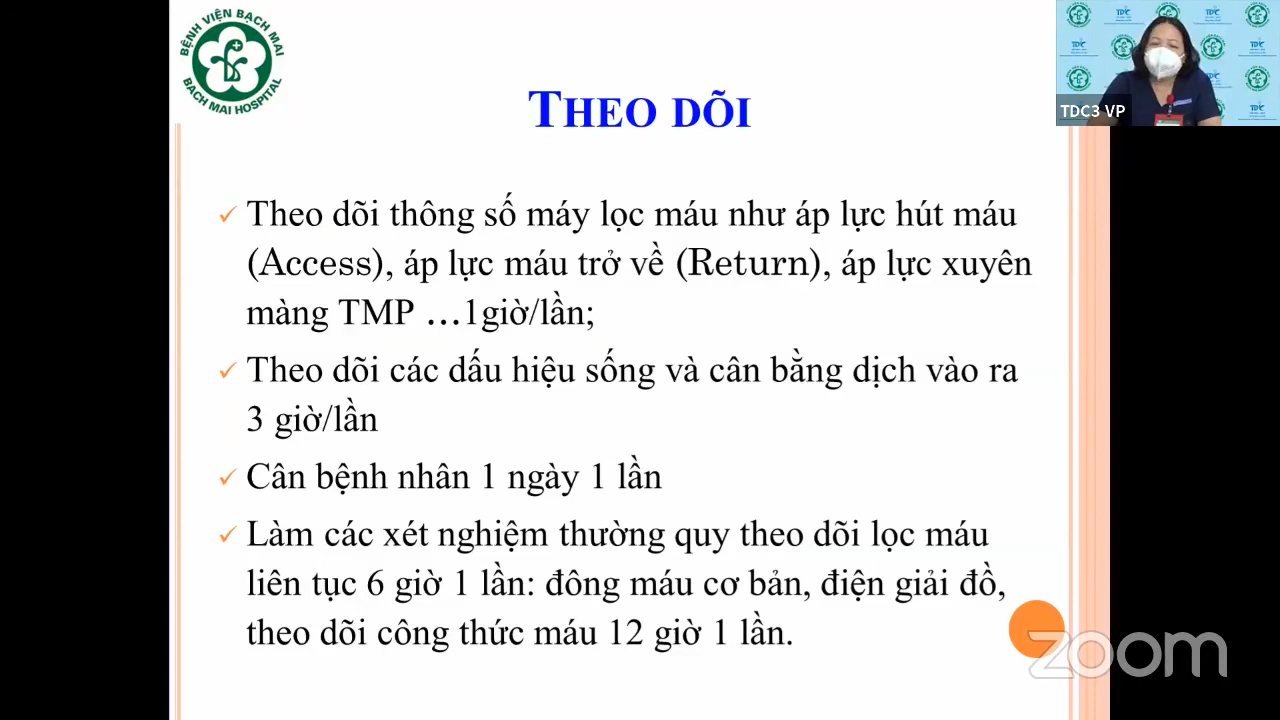 BỆNH VIỆN BẠCH MAI
BACH MAI HOSPITAL
TDC
TDC3 VP
THEO DÕI
Theo dõi thông số máy lọc máu như áp lực hút máu
(Access), áp lực máu trở về (Return), áp lực xuyên
màng TMP ...1giờ/lần;
Theo dõi các dấu hiệu sống và cân bằng dịch vào ra
3 giờ/lần
Cân bệnh nhân 1 ngày 1 lần
Làm các xét nghiệm thường quy theo dõi lọc máu
liên tục 6 giờ 1 lần: đông máu cơ bản, điện giải đồ,
theo dõi công thức máu 12 giờ 1 lần.
zoom